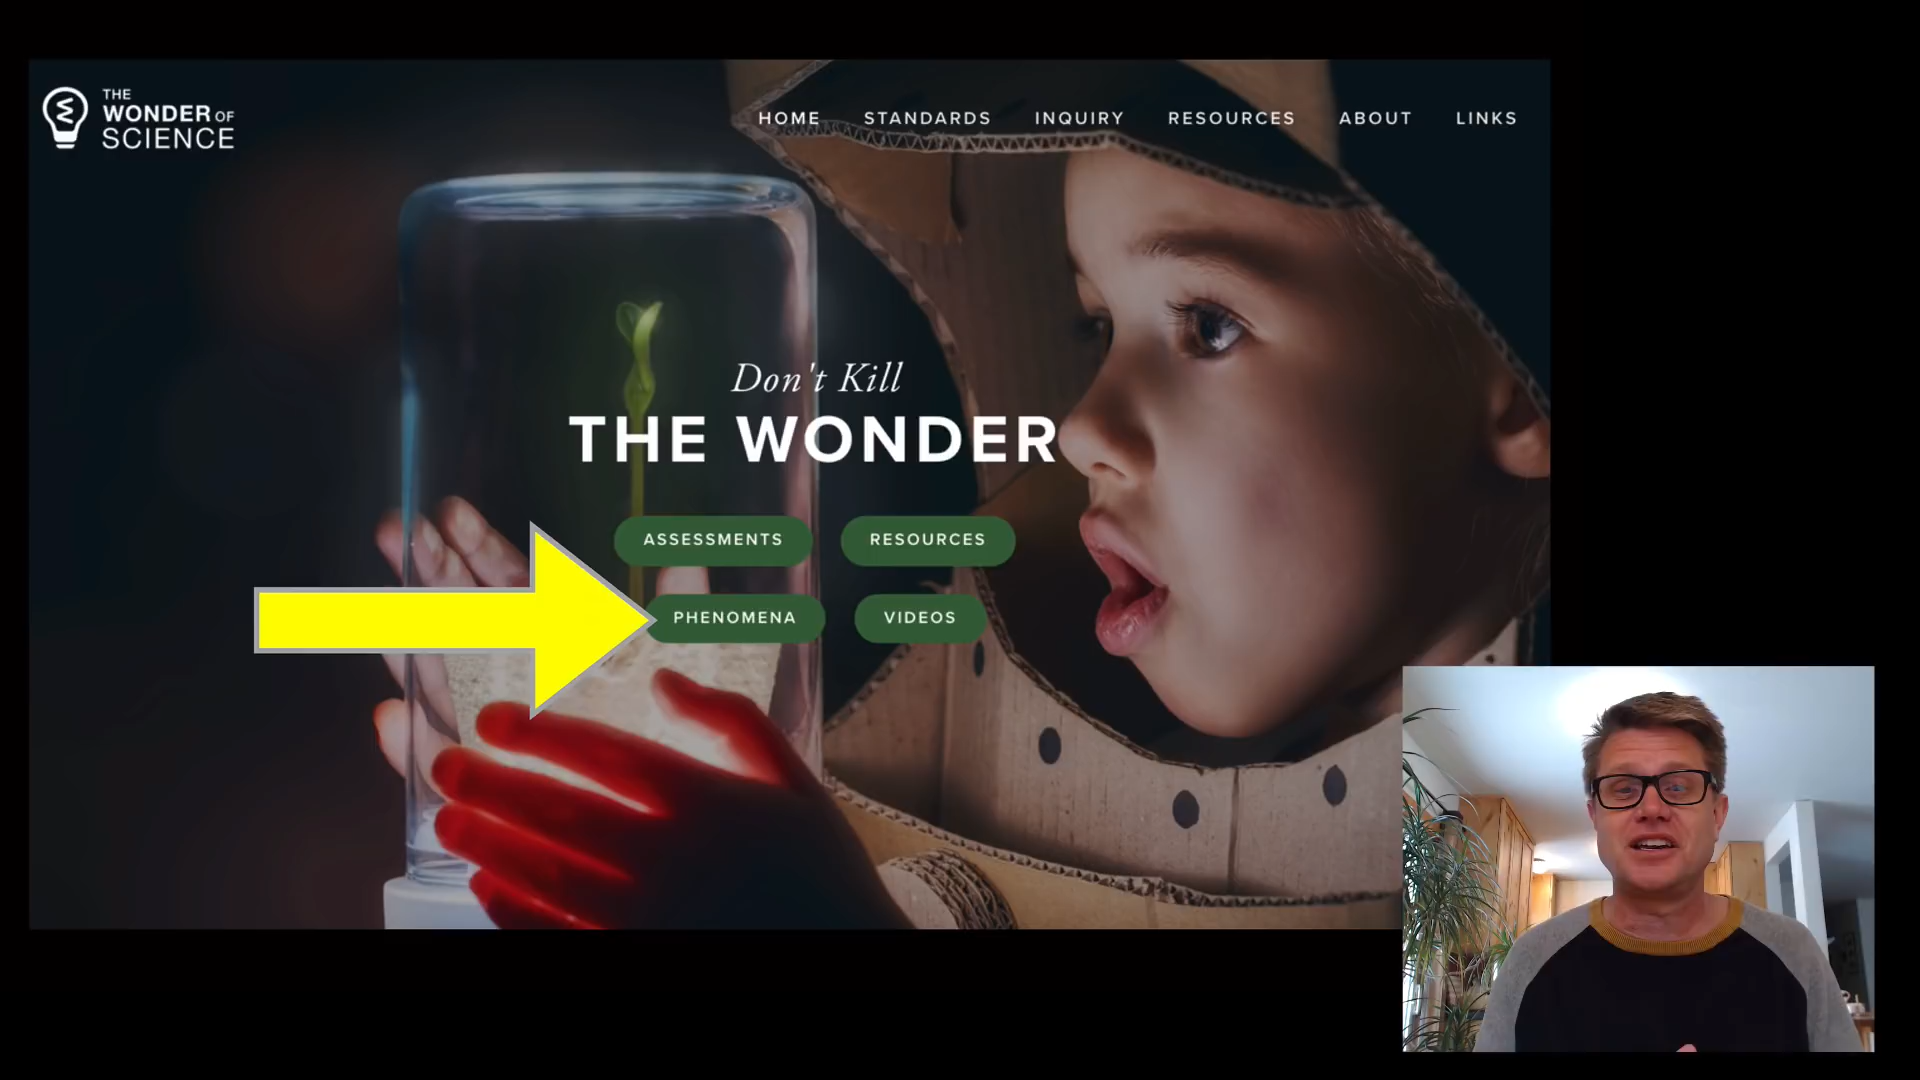 THE
WONDER OF
SCIENCE
HOME STANDARDS INQUIRY RESOURCES ABOUT LINKS
Don't Kill
THE WONDER
ASSESSMENTS RESOURCES
PHENOMENA VIDEOS